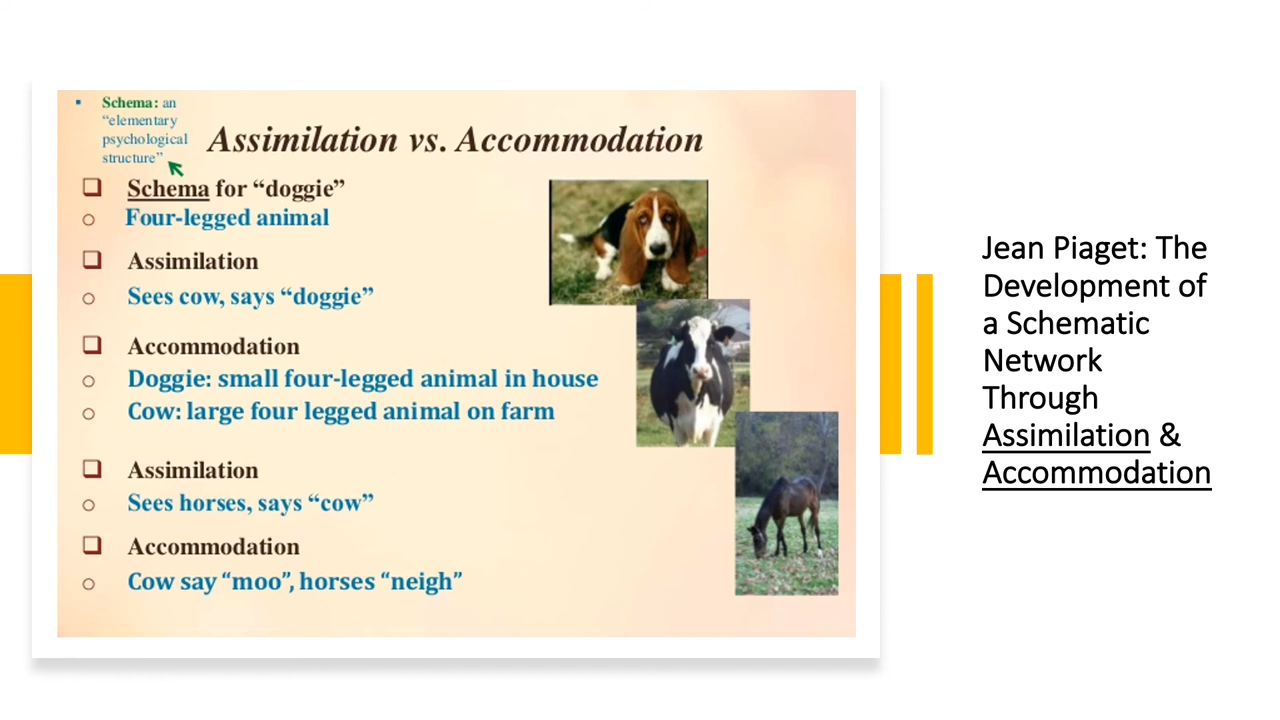 Schema: an
“elementary
psychological
structure”
Assimilation vs. Accommodation
Schema for “doggie”
Four-legged animal
Assimilation
Sees cow, says “doggie”
Accommodation
Doggie: small four-legged animal in house
Cow: large four legged animal on farm
Assimilation
Sees horses, says “cow”
Accommodation
Cow say “moo”, horses “neigh”
Jean Piaget: The
Development of
a Schematic
Network
Through
Assimilation &
Accommodation